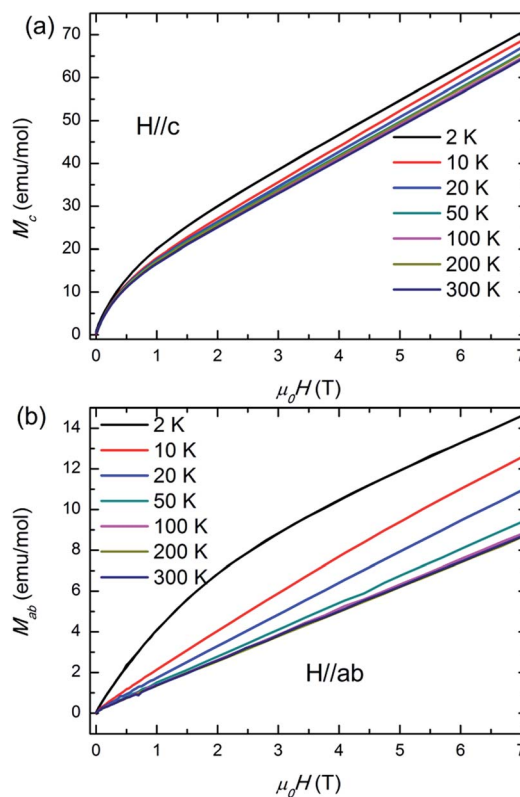 (a)
70
60
50
40
30
20
10
0
M_c (emu/mol)
H//c
2 K
10 K
20 K
50 K
100 K
200 K
300 K
0 1 2 3 4 5 6 7
μ₀H (T)
(b)
14
12
10
8
6
4
2
0
M_ab (emu/mol)
2 K
10 K
20 K
50 K
100 K
200 K
300 K
H//ab
0 1 2 3 4 5 6 7
μ₀H (T)